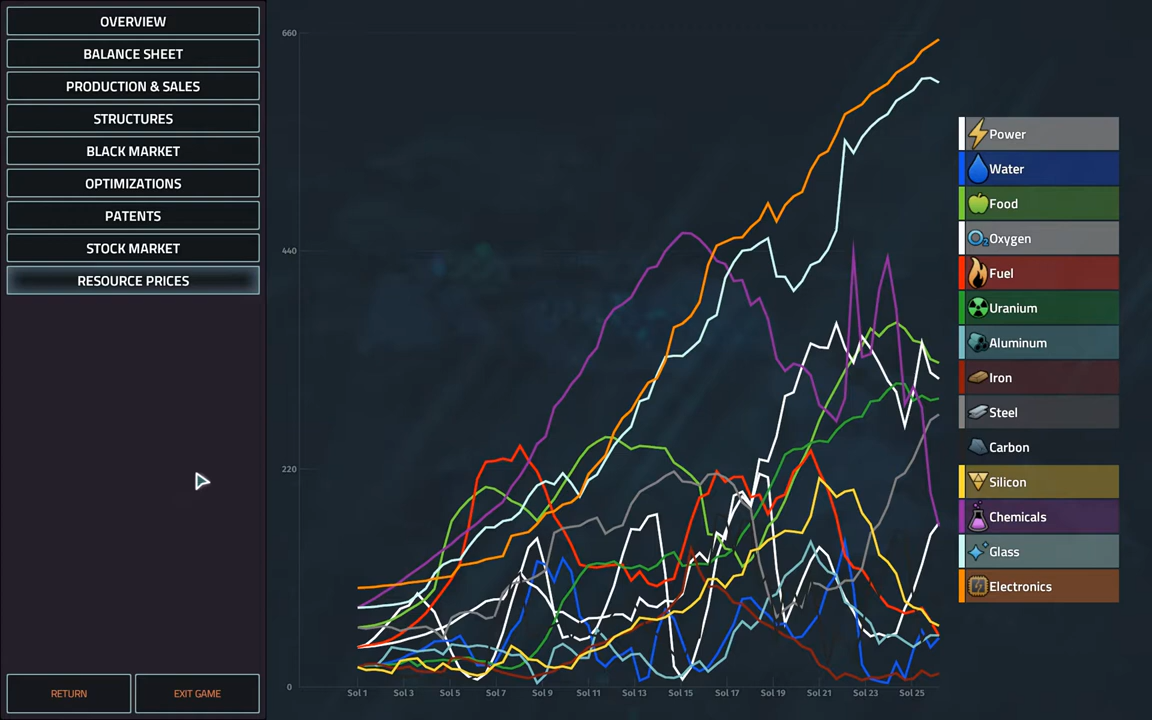 OVERVIEW
BALANCE SHEET
PRODUCTION & SALES
STRUCTURES
BLACK MARKET
OPTIMIZATIONS
PATENTS
STOCK MARKET
RESOURCE PRICES
RETURN
EXIT GAME
660
440
220
0
Sol 1 Sol 3 Sol 5 Sol 7 Sol 9 Sol 11 Sol 13 Sol 15 Sol 17 Sol 19 Sol 21 Sol 23 Sol 25
Power
Water
Food
O2 Oxygen
Fuel
Uranium
Aluminum
Iron
Steel
Carbon
Silicon
Chemicals
Glass
Electronics